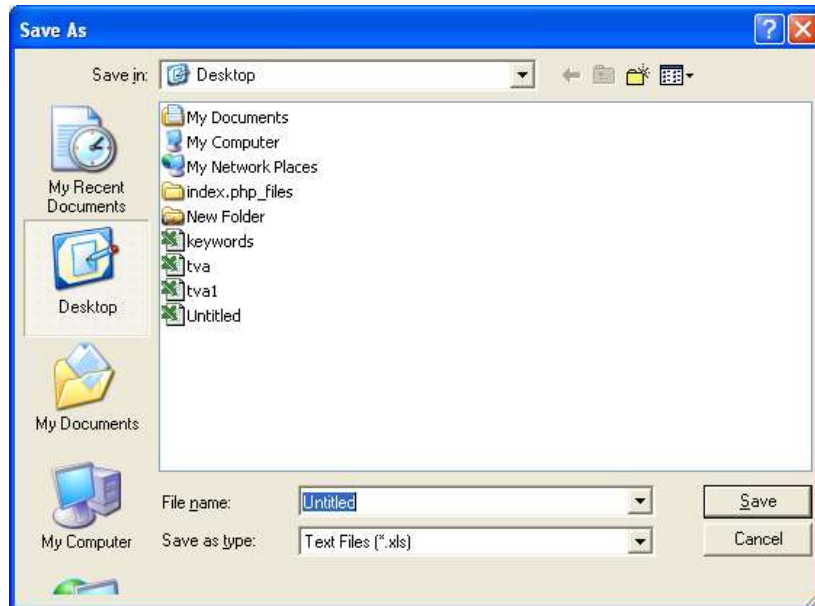 Save As
Save in: Desktop
My Recent
Documents
Desktop
My Documents
My Computer
My Documents
My Computer
My Network Places
index.php_files
New Folder
keywords
tva
tva1
Untitled
File name: Untitled Save
Save as type: Text Files (*.xls) Cancel